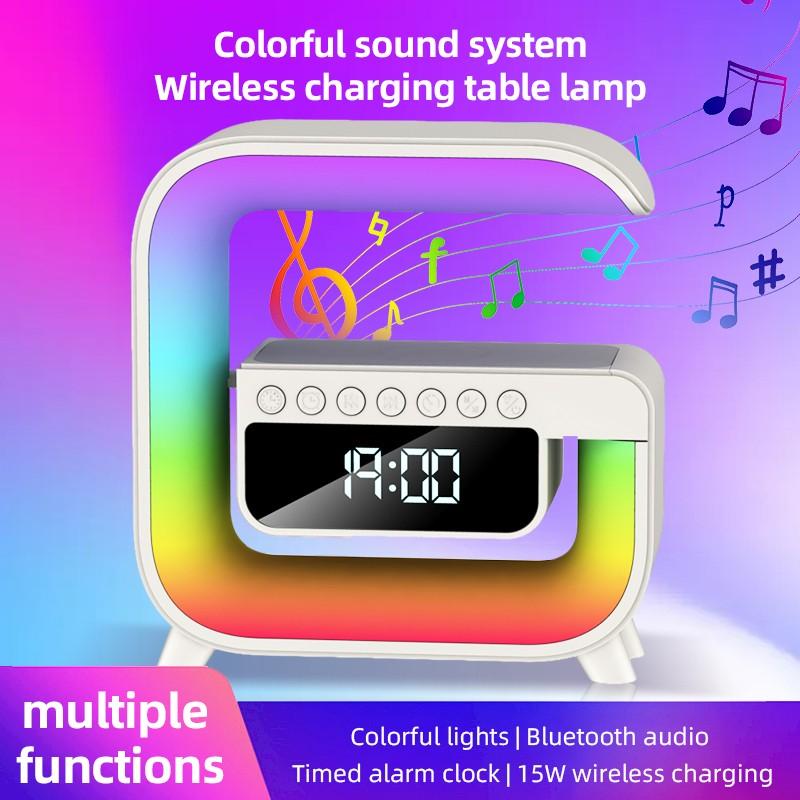 Colorful sound system
Wireless charging table lamp
19:00
multiple
functions
Colorful lights | Bluetooth audio
Timed alarm clock | 15W wireless charging